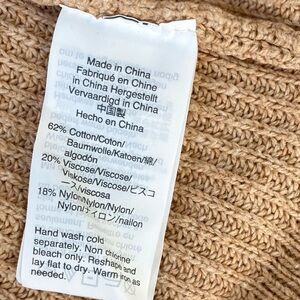 Made in China
Fabriqué en Chine
in China Hergestellt
Vervaardigd in China
中国製
Hecho en China
62% Cotton/Coton/
Baumwolle/Katoen/綿/
algodón
20% Viscose/Viscose/
Viskose/Viscose/ビスコ
ース/viscosa
18% Nylon/Nylon/Nylon/
Nylon/ナイロン/nailon
Hand wash cold
separately. Non chlorine
bleach only. Reshape and
lay flat to dry. Warm iron as
needed.